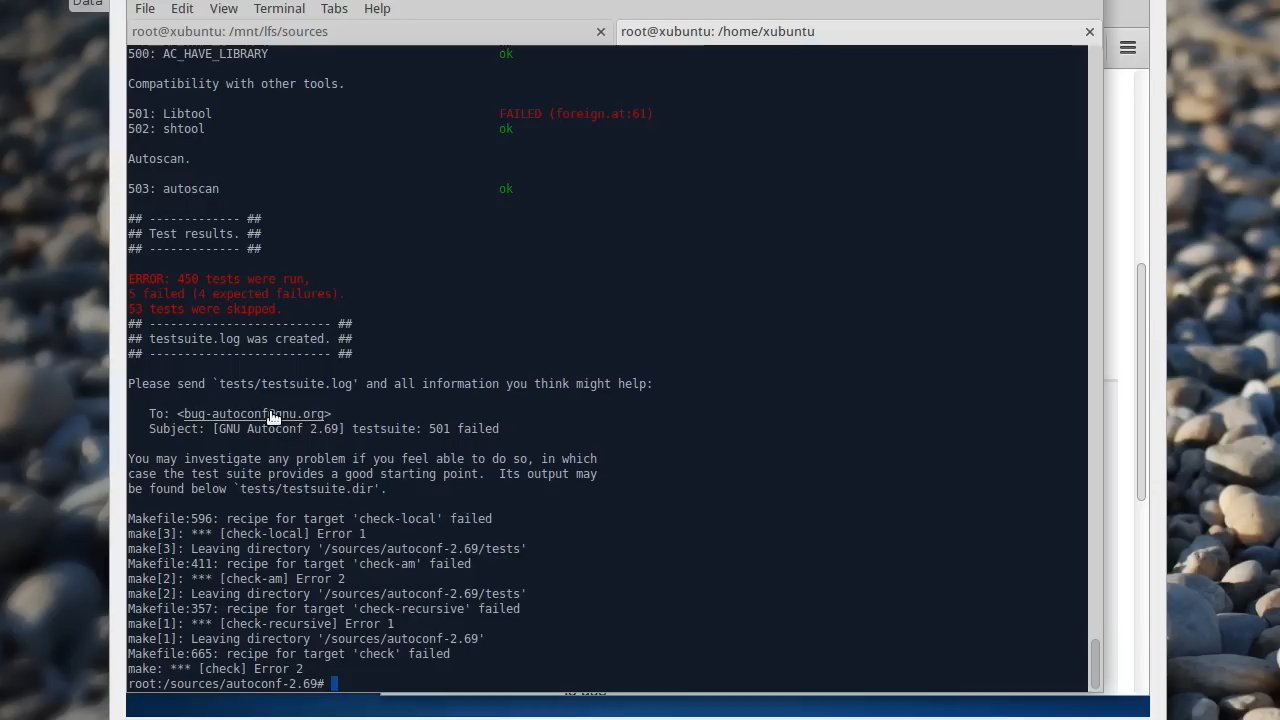 Data
File Edit View Terminal Tabs Help
root@xubuntu: /mnt/lfs/sources
root@xubuntu: /home/xubuntu
500: AC_HAVE_LIBRARY ok
Compatibility with other tools.
501: Libtool FAILED (foreign.at:61)
502: shtool ok
Autoscan.
503: autoscan ok
## ------------- ##
## Test results. ##
## ------------- ##
ERROR: 450 tests were run,
5 failed (4 expected failures).
53 tests were skipped.
## -------------------------- ##
## testsuite.log was created. ##
## -------------------------- ##
Please send `tests/testsuite.log' and all information you think might help:
To: <bug-autoconf@gnu.org>
Subject: [GNU Autoconf 2.69] testsuite: 501 failed
You may investigate any problem if you feel able to do so, in which
case the test suite provides a good starting point.  Its output may
be found below `tests/testsuite.dir'.
Makefile:596: recipe for target 'check-local' failed
make[3]: *** [check-local] Error 1
make[3]: Leaving directory '/sources/autoconf-2.69/tests'
Makefile:411: recipe for target 'check-am' failed
make[2]: *** [check-am] Error 2
make[2]: Leaving directory '/sources/autoconf-2.69/tests'
Makefile:357: recipe for target 'check-recursive' failed
make[1]: *** [check-recursive] Error 1
make[1]: Leaving directory '/sources/autoconf-2.69'
Makefile:665: recipe for target 'check' failed
make: *** [check] Error 2
root:/sources/autoconf-2.69#